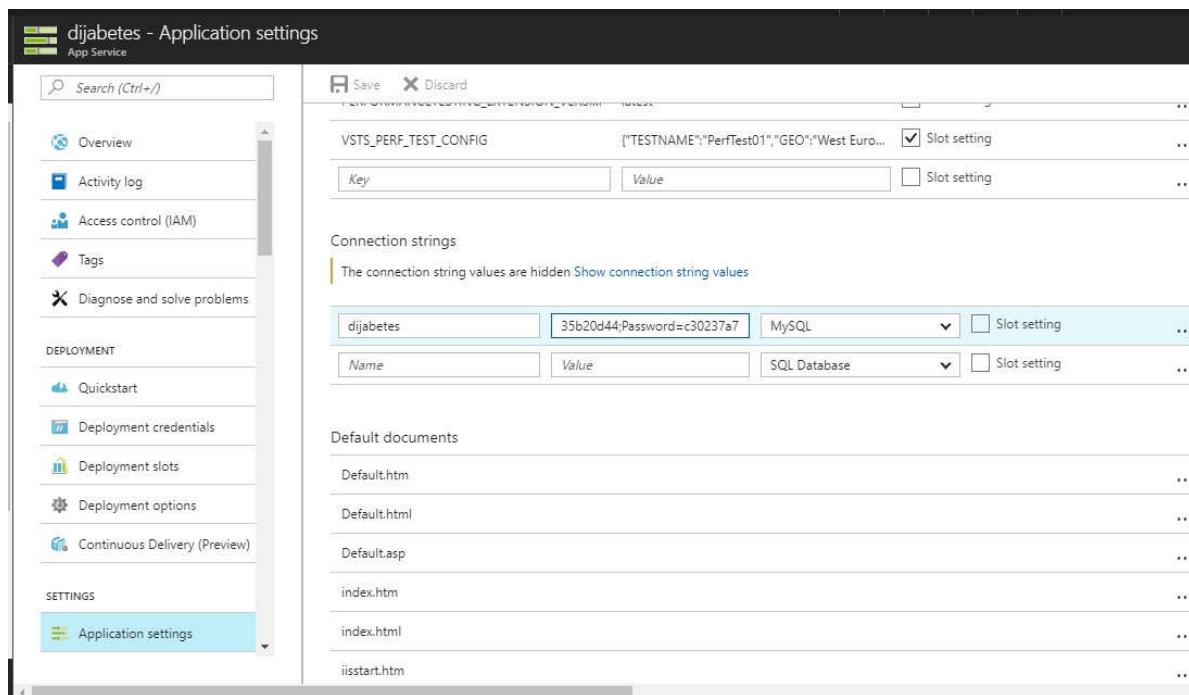 dijabetes - Application settings
App Service
Search (Ctrl+/)
Overview
Activity log
Access control (IAM)
Tags
Diagnose and solve problems
DEPLOYMENT
Quickstart
Deployment credentials
Deployment slots
Deployment options
Continuous Delivery (Preview)
SETTINGS
Application settings
Save Discard
VSTS_PERF_TEST_CONFIG {"TESTNAME":"PerfTest01","GEO":"West Euro... Slot setting
Key Value Slot setting
Connection strings
The connection string values are hidden Show connection string values
dijabetes 35b20d44;Password=c30237a7 MySQL Slot setting
Name Value SQL Database Slot setting
Default documents
Default.htm
Default.html
Default.asp
index.htm
index.html
iisstart.htm